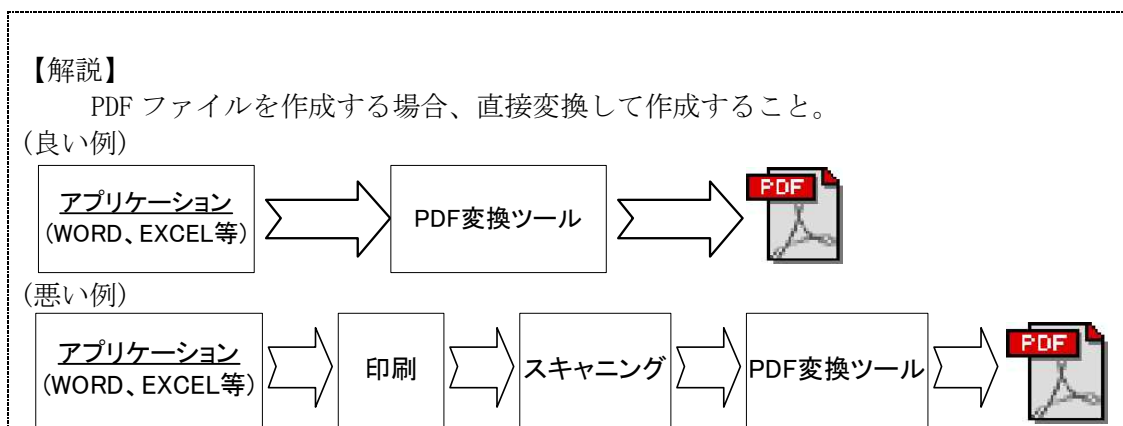 【解説】
PDFファイルを作成する場合、直接変換して作成すること。
(良い例)
アプリケーション
(WORD、EXCEL等)
PDF変換ツール
PDF
(悪い例)
アプリケーション
(WORD、EXCEL等)
印刷
スキャニング
PDF変換ツール
PDF